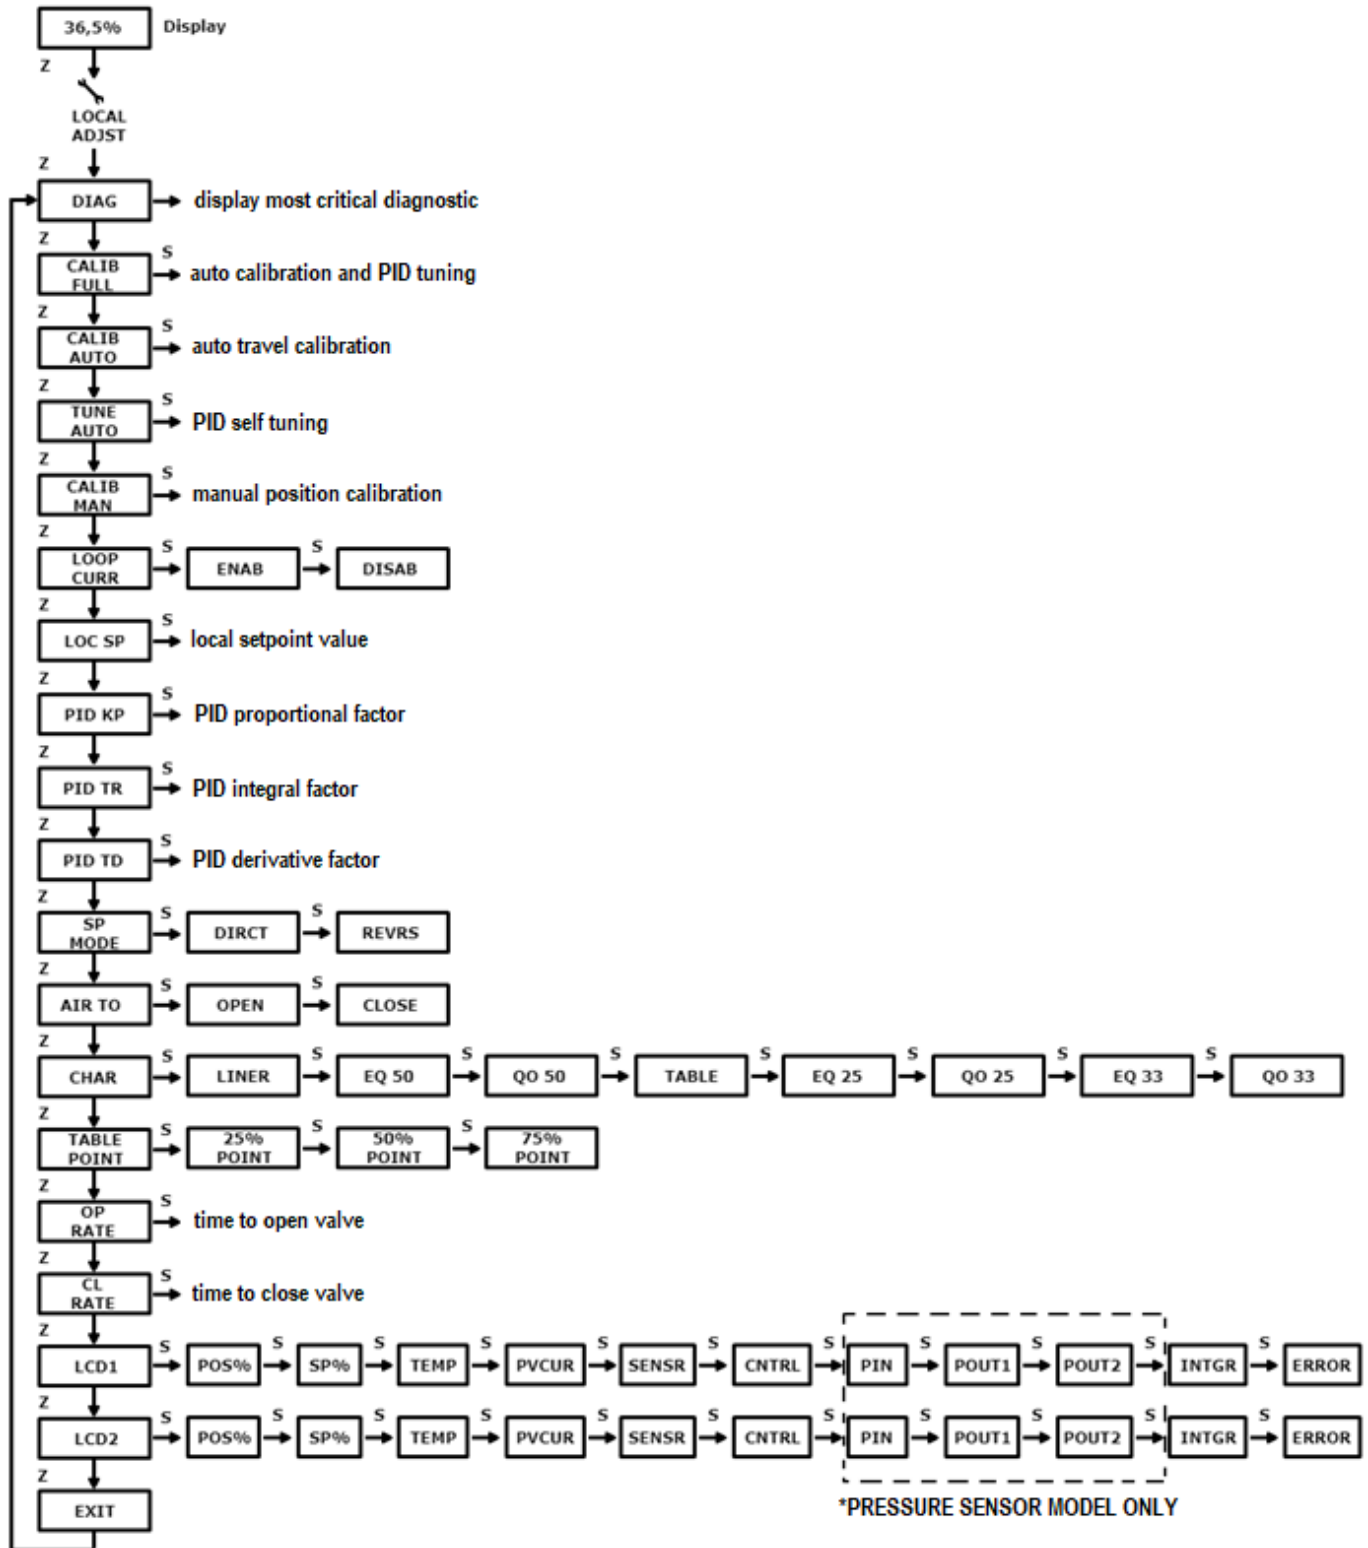 36,5% Display
Z
LOCAL
ADJST
Z
DIAG display most critical diagnostic
Z S
CALIB
FULL
auto calibration and PID tuning
Z S
CALIB
AUTO
auto travel calibration
Z S
TUNE
AUTO
PID self tuning
Z S
CALIB
MAN
manual position calibration
Z S S
LOOP
CURR
ENAB DISAB
Z S
LOC SP local setpoint value
Z S
PID KP PID proportional factor
Z S
PID TR PID integral factor
Z S
PID TD PID derivative factor
Z S S
SP
MODE
DIRCT REVRS
Z S S
AIR TO OPEN CLOSE
Z S S S S S S S S
CHAR LINER EQ 50 QO 50 TABLE EQ 25 QO 25 EQ 33 QO 33
Z S S S
TABLE
POINT
25%
POINT
50%
POINT
75%
POINT
Z S
OP
RATE
time to open valve
Z S
CL
RATE
time to close valve
Z S S S S S S S S S S S
LCD1 POS% SP% TEMP PVCUR SENSR CNTRL PIN POUT1 POUT2 INTGR ERROR
Z S S S S S S S S S S S
LCD2 POS% SP% TEMP PVCUR SENSR CNTRL PIN POUT1 POUT2 INTGR ERROR
Z
EXIT
*PRESSURE SENSOR MODEL ONLY